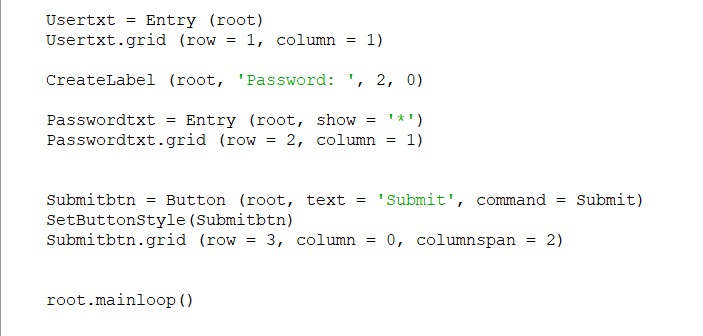 Usertxt = Entry (root)
Usertxt.grid (row = 1, column = 1)
CreateLabel (root, 'Password: ', 2, 0)
Passwordtxt = Entry (root, show = '*')
Passwordtxt.grid (row = 2, column = 1)
Submitbtn = Button (root, text = 'Submit', command = Submit)
SetButtonStyle(Submitbtn)
Submitbtn.grid (row = 3, column = 0, columnspan = 2)
root.mainloop()